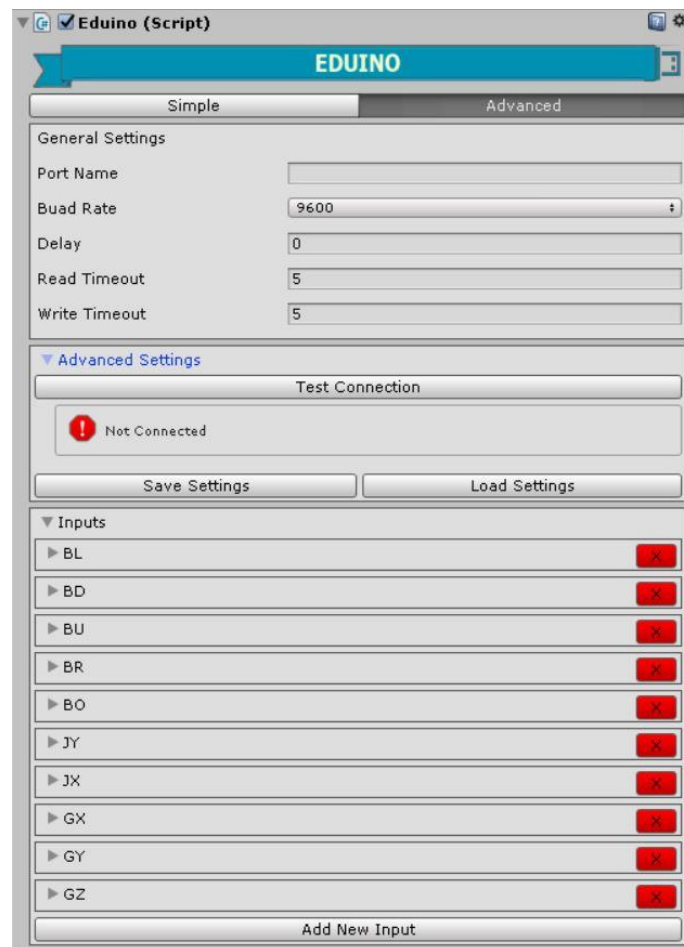 Eduino (Script)
EDUINO
Simple Advanced
General Settings
Port Name
Buad Rate 9600
Delay 0
Read Timeout 5
Write Timeout 5
Advanced Settings
Test Connection
Not Connected
Save Settings Load Settings
Inputs
BL X
BD X
BU X
BR X
BO X
JY X
JX X
GX X
GY X
GZ X
Add New Input